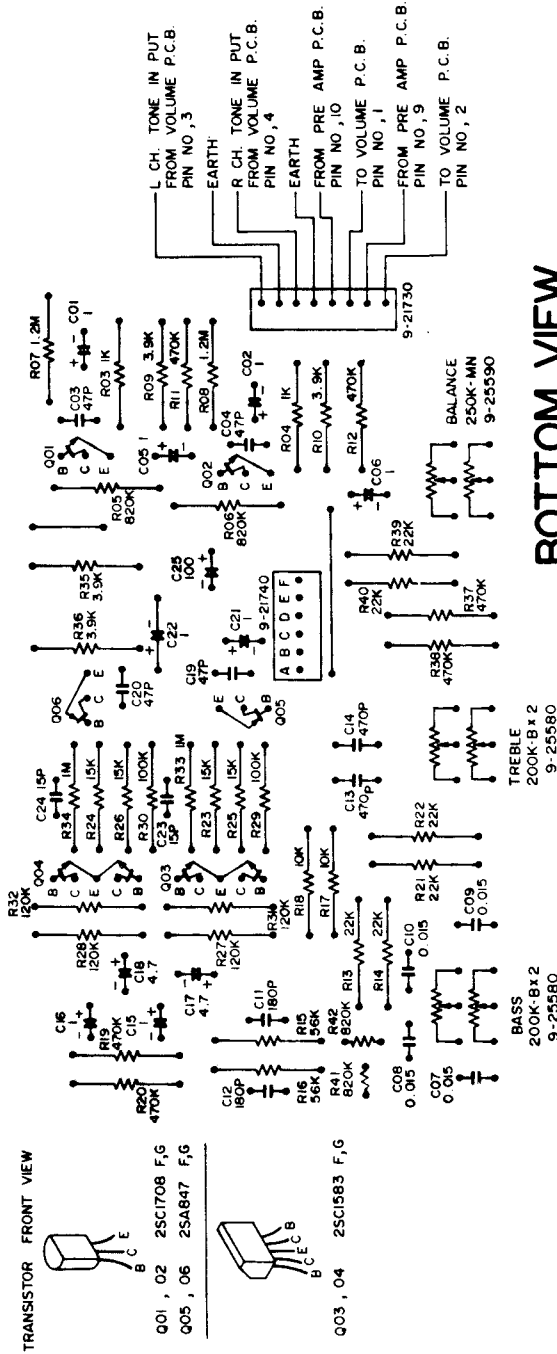 TRANSISTOR FRONT VIEW
B C E
Q01, 02 2SC1708 F,G
Q05, 06 2SA847 F,G
B C E C B
Q03, 04 2SC1583 F,G
R07 1.2M
C01
1
+ -
C03
47P
R03 1K
R09 3.9K
R11 470K
R08 1.2M
Q01
B
C
E
C05 1
+ -
R05
820K
Q02
B
C
E
C04
47P
C02
1
+ -
R06
820K
R04 1K
R10 3.9K
R12 470K
C06
1
+ -
R35
3.9K
R36
3.9K
C25
100
- +
C22
1
- +
C21
1
- +
C19
47P
C20
47P
Q06
B
C
E
Q05
E
C
B
9-21740
A B C D E F
R39
22K
R40
22K
R37
470K
R38
470K
C24 15P
R34 1M
R24 15K
R26 15K
R30 100K
C23
15P
R33 1M
R23 15K
R25 15K
R29 100K
C14
470P
C13
470P
Q04
B
C
E
C
B
Q03
B
C
E
C
B
R32
120K
R28
120K
R31
120K
R27
120K
R18 10K
R17 10K
R22
22K
R21
22K
C18
4.7
- +
C17
4.7
- +
C16
1
- +
R19
470K
C15
1
- +
R20
470K
C11
180P
C12
180P
R15
56K
R16
56K
R42
820K
R41
820K
R13 22K
R14 22K
C10
0.015
C09
0.015
C08
0.015
C07
0.015
BASS
200K-B x 2
9-25580
TREBLE
200K-B x 2
9-25580
BALANCE
250K-MN
9-25590
9-21730
L CH. TONE IN PUT
FROM VOLUME P.C.B.
PIN NO, 3
EARTH
R CH. TONE IN PUT
FROM VOLUME P.C.B.
PIN NO, 4
EARTH
FROM PRE AMP P.C.B.
PIN NO, 10
TO VOLUME P.C.B.
PIN NO, 1
FROM PRE AMP P.C.B.
PIN NO, 9
TO VOLUME P.C.B.
PIN NO, 2
BOTTOM VIEW